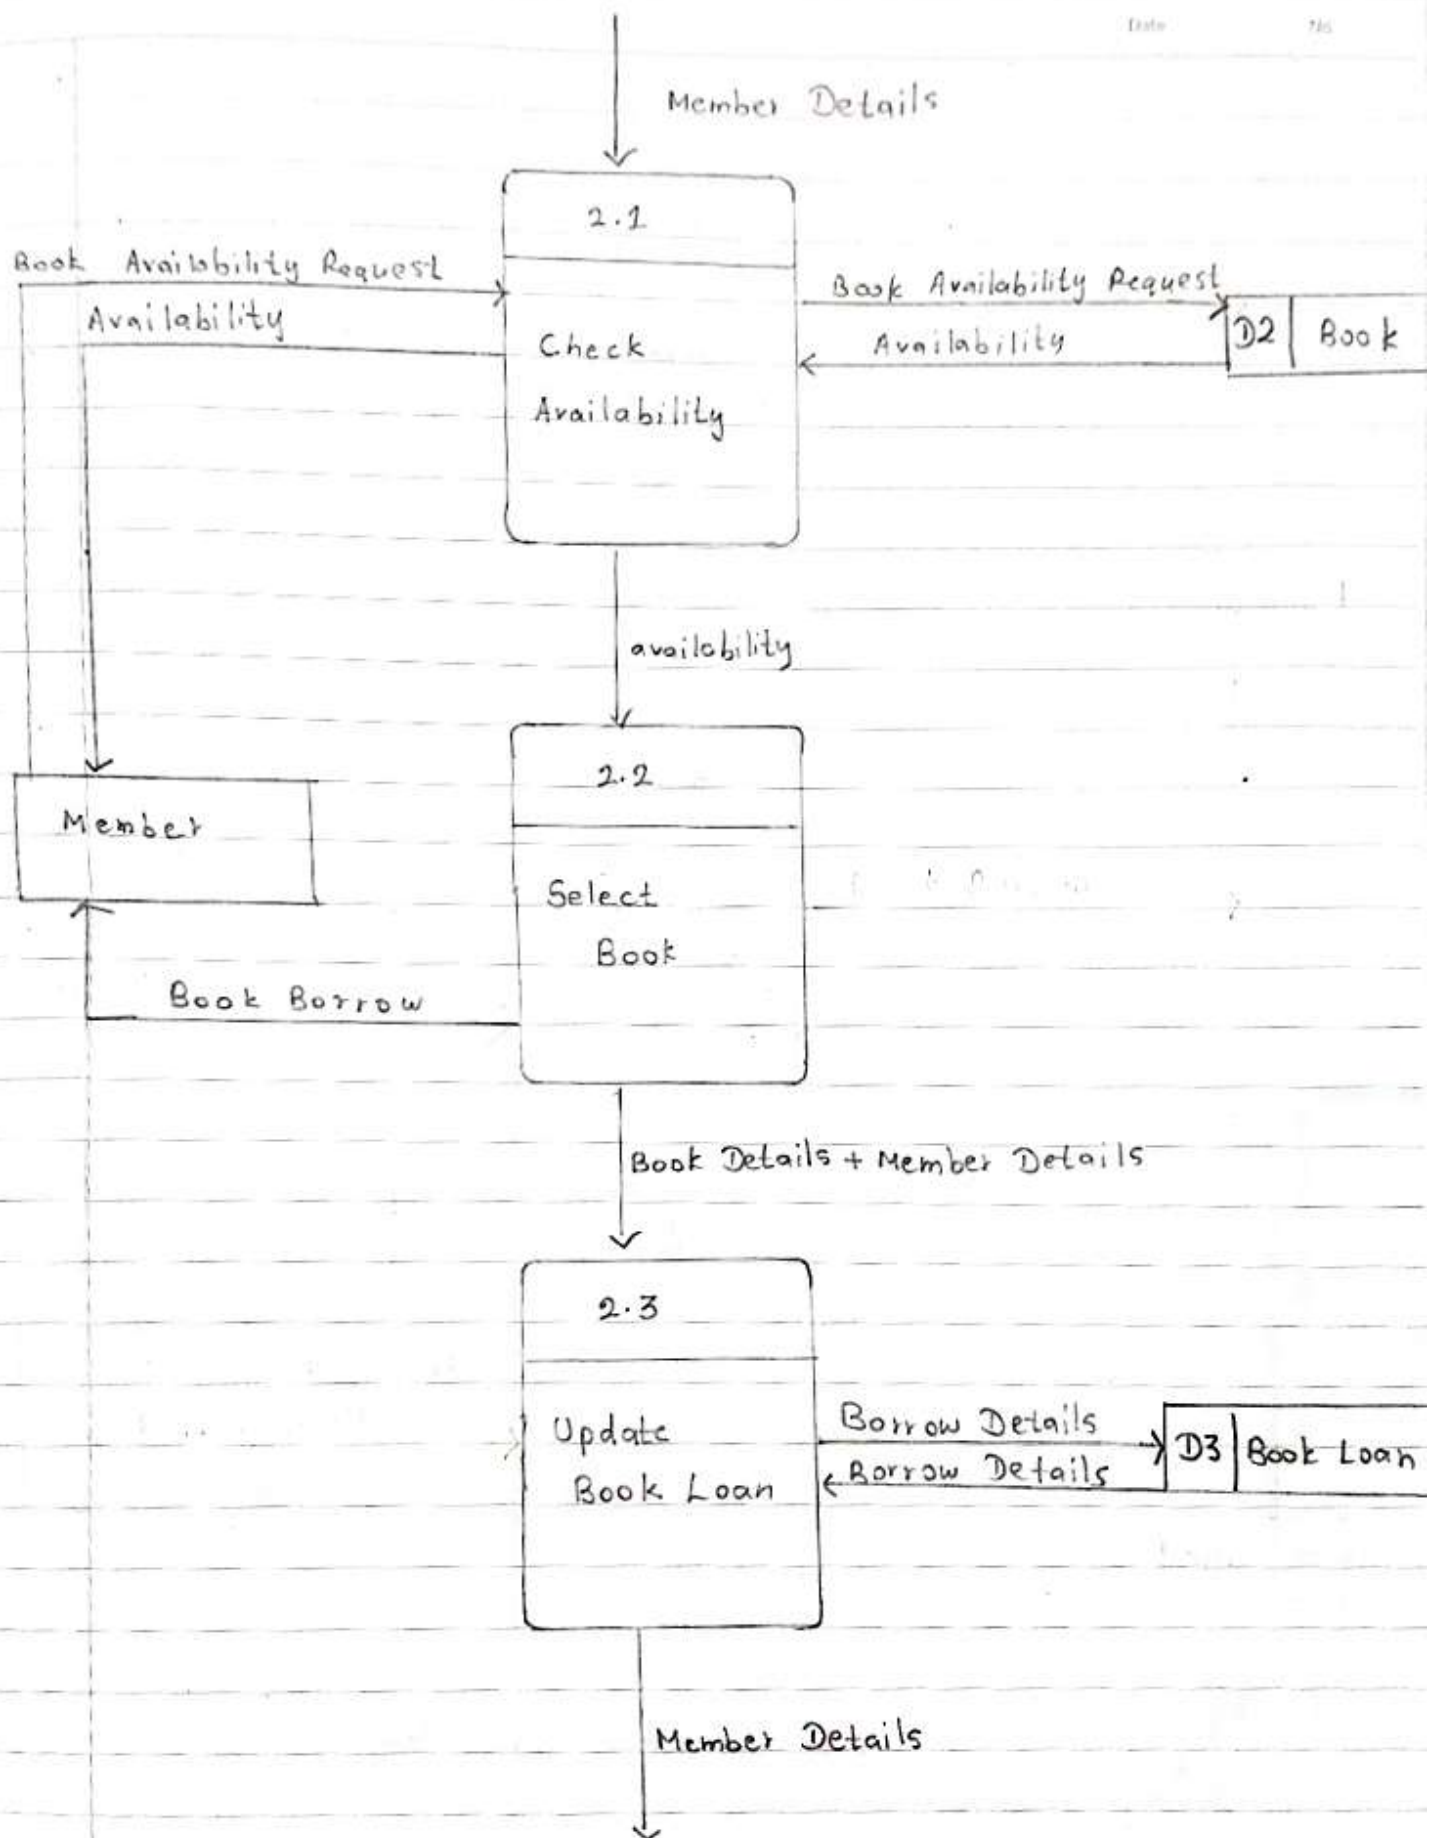 Date No
Member Details
2.1
Book Availability Request
Availability
Check
Availability
Book Availability Request
Availability
D2 Book
availability
2.2
Member
Select
Book
Book Borrow
Book Details + Member Details
2.3
Update
Book Loan
Borrow Details
Borrow Details
D3 Book Loan
Member Details